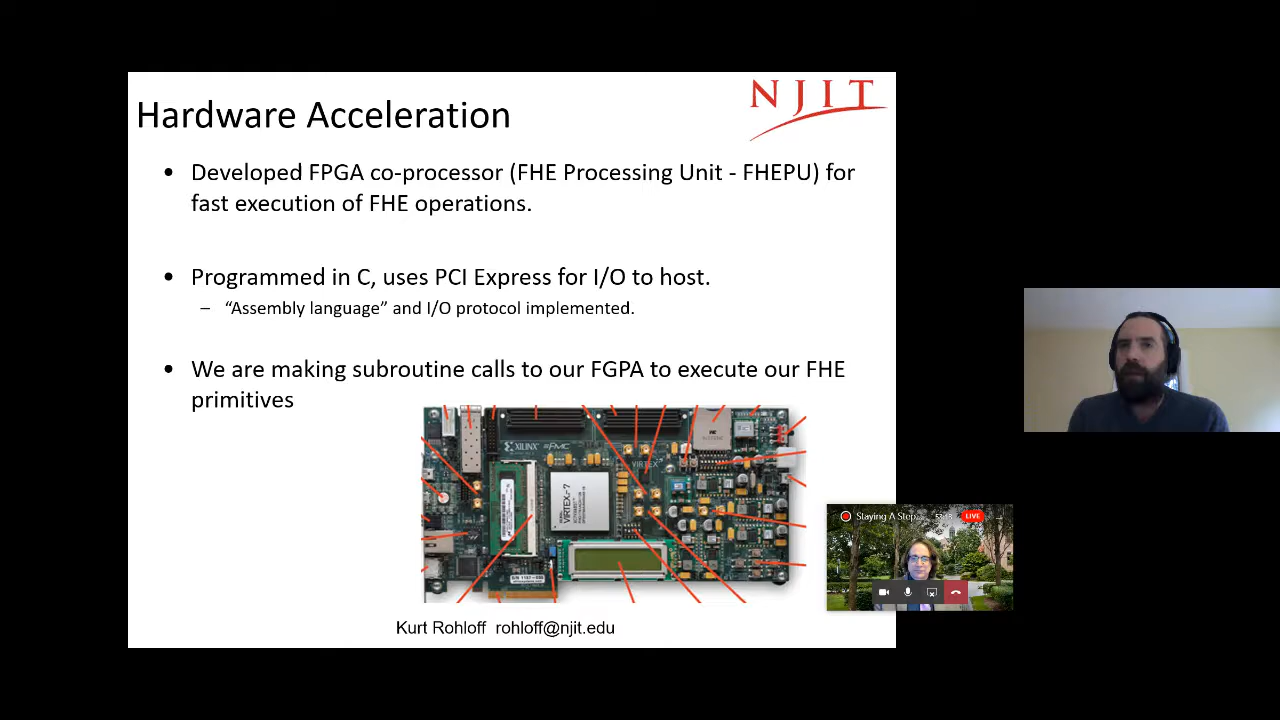 Hardware Acceleration
NJIT
• Developed FPGA co-processor (FHE Processing Unit - FHEPU) for
fast execution of FHE operations.
• Programmed in C, uses PCI Express for I/O to host.
– “Assembly language” and I/O protocol implemented.
• We are making subroutine calls to our FGPA to execute our FHE
primitives
XILINX
FMC
VIRTEX
VIRTEX-7
Staying A Step...
LIVE
Kurt Rohloff rohloff@njit.edu